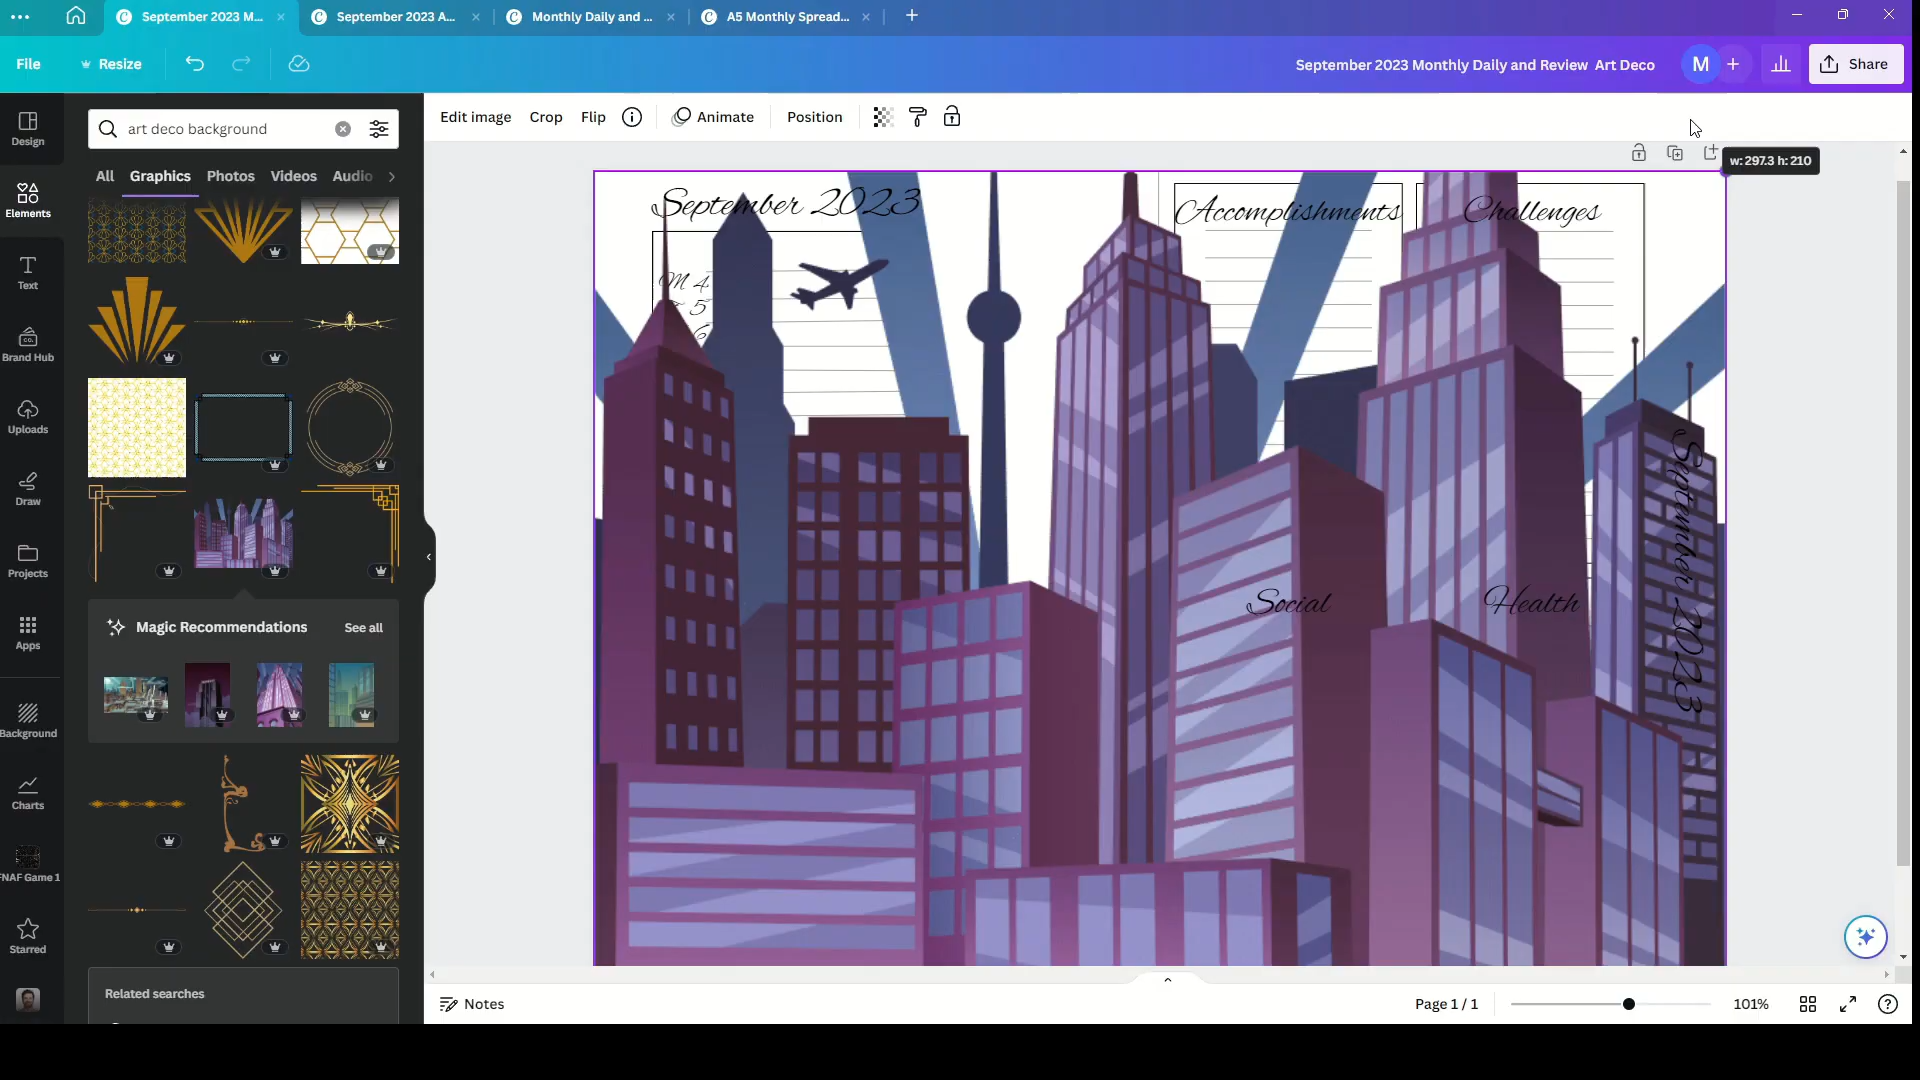 September 2023 M...
September 2023 A...
Monthly Daily and ...
A5 Monthly Spread...
File
Resize
September 2023 Monthly Daily and Review Art Deco
M
Share
Design
Elements
Text
Brand Hub
Uploads
Draw
Projects
Apps
Background
Charts
FNAF Game 1
Starred
art deco background
All
Graphics
Photos
Videos
Audio
Magic Recommendations
See all
Related searches
Edit image
Crop
Flip
Animate
Position
w: 297.3 h: 210
September 2023
M 4
T 5
6
Accomplishments
Challenges
Social
Health
September 2023
Notes
Page 1 / 1
101%